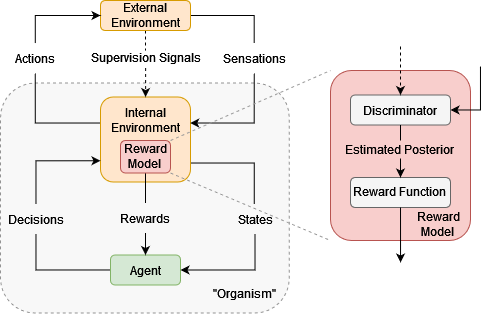 External
Environment
Actions
Supervision Signals
Sensations
Internal
Environment
Reward
Model
Decisions
Rewards
States
Agent
"Organism"
Discriminator
Estimated Posterior
Reward Function
Reward
Model